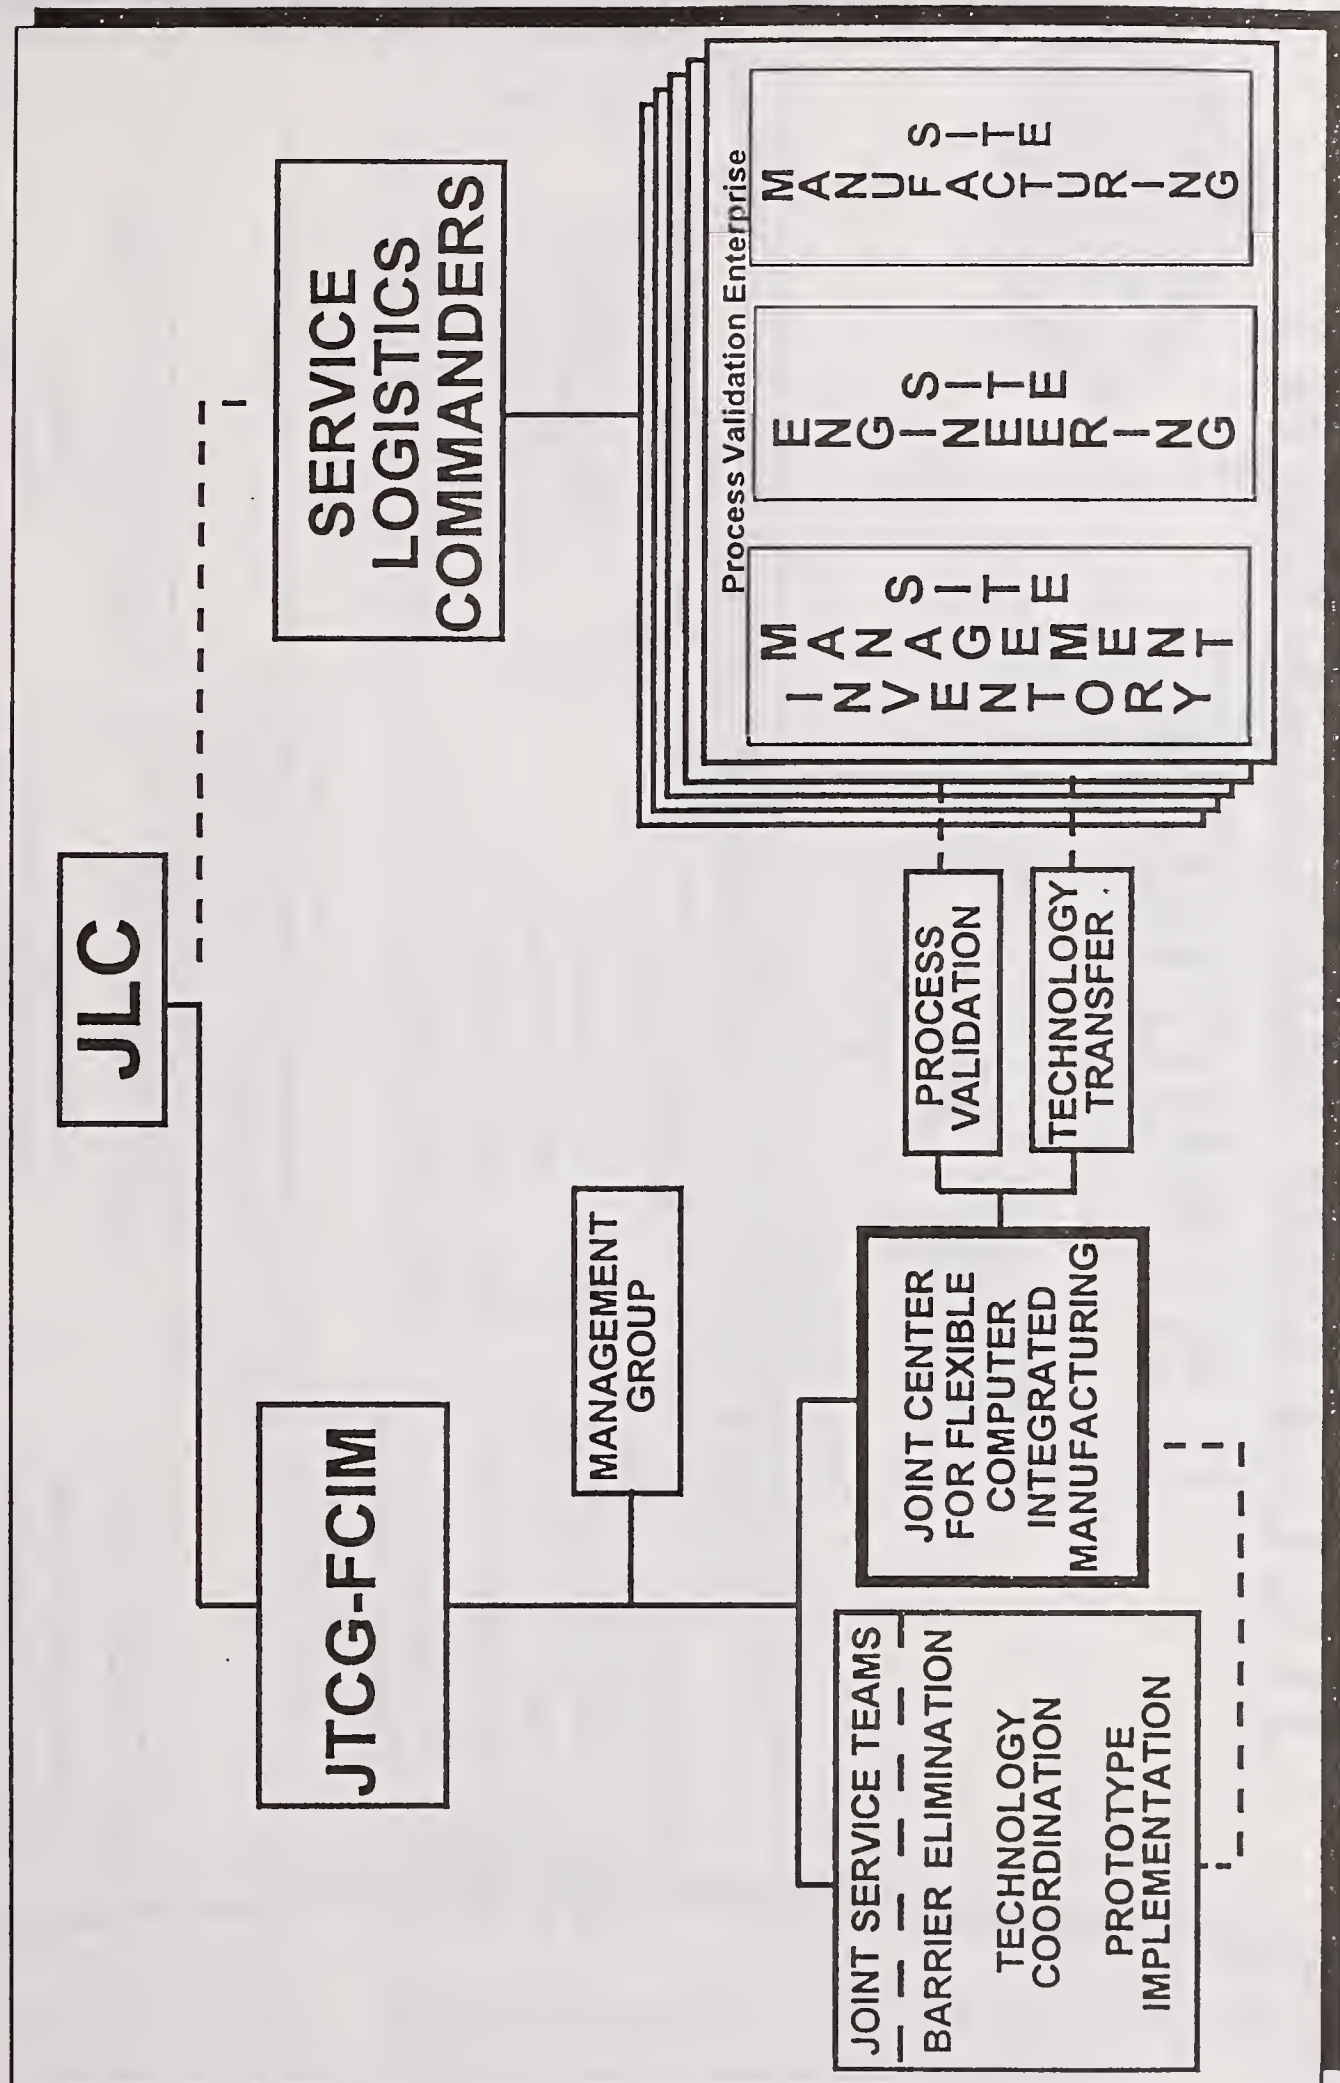 JLC
JTCG-FCIM
SERVICE
LOGISTICS
COMMANDERS
MANAGEMENT
GROUP
JOINT SERVICE TEAMS
BARRIER ELIMINATION
TECHNOLOGY
COORDINATION
PROTOTYPE
IMPLEMENTATION
JOINT CENTER
FOR FLEXIBLE
COMPUTER
INTEGRATED
MANUFACTURING
PROCESS
VALIDATION
TECHNOLOGY
TRANSFER
Process Validation Enterprise
INVENTORY
MANAGEMENT
SITE
ENGINEERING
SITE
MANUFACTURING
SITE